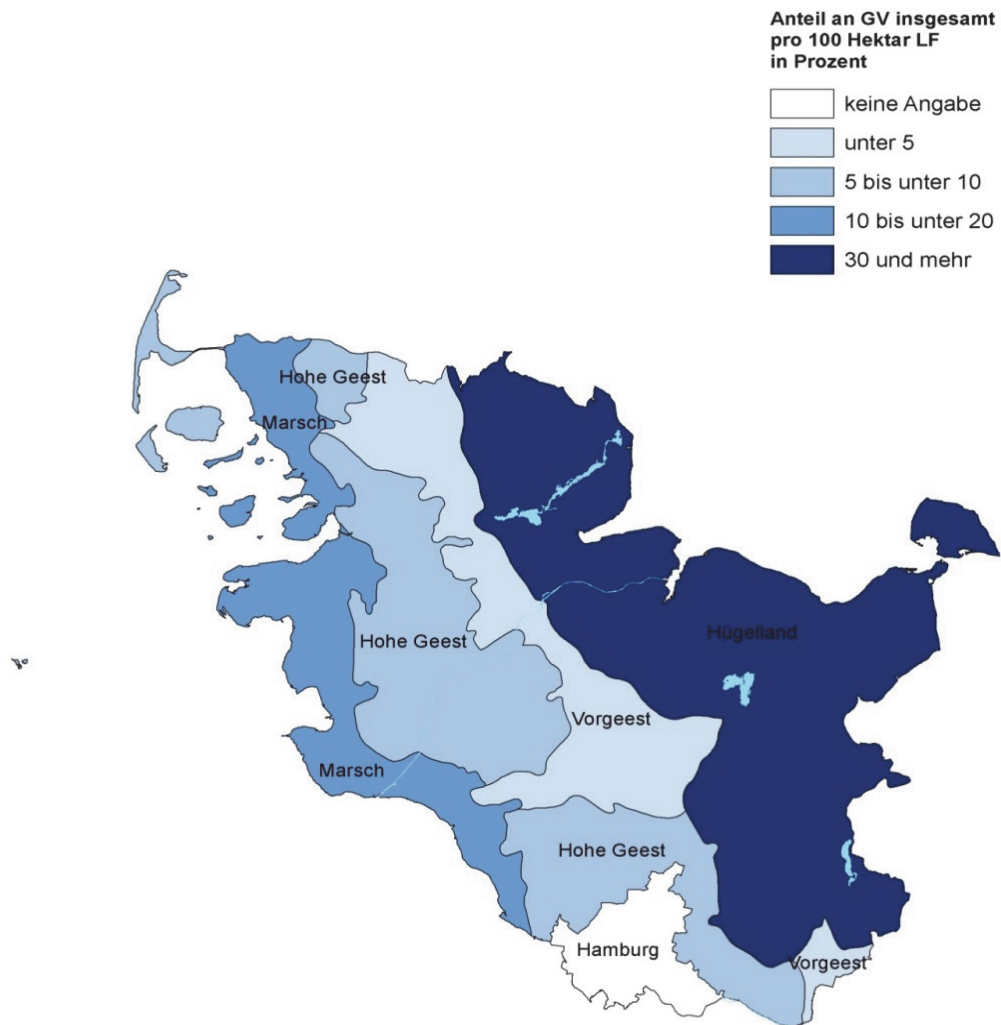 Anteil an GV insgesamt
pro 100 Hektar LF
in Prozent
keine Angabe
unter 5
5 bis unter 10
10 bis unter 20
30 und mehr
Hohe Geest
Marsch
Hügelland
Hohe Geest
Vorgeest
Marsch
Hohe Geest
Hamburg
Vorgeest